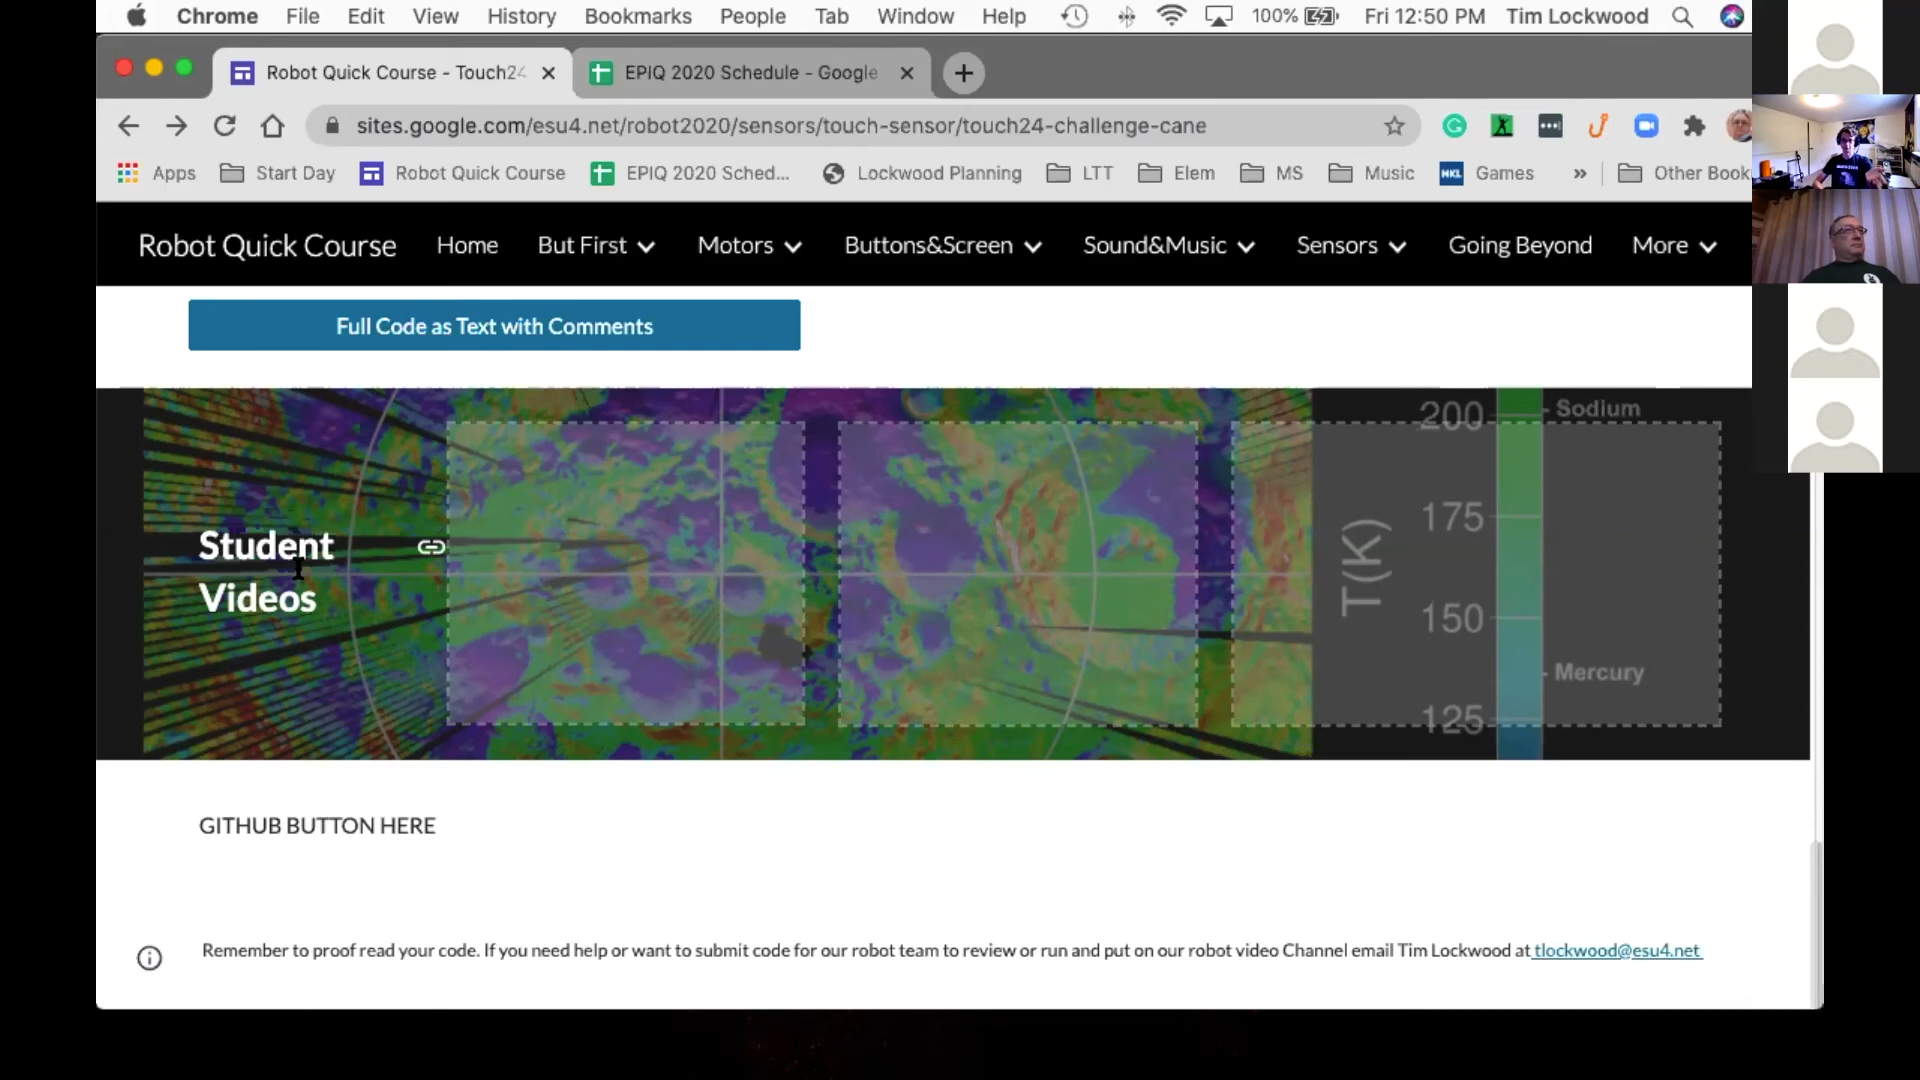 Chrome File Edit View History Bookmarks People Tab Window Help 100% Fri 12:50 PM Tim Lockwood
Robot Quick Course - Touch24 EPIQ 2020 Schedule - Google
sites.google.com/esu4.net/robot2020/sensors/touch-sensor/touch24-challenge-cane
Apps Start Day Robot Quick Course EPIQ 2020 Sched... Lockwood Planning LTT Elem MS Music HKL Games » Other Book
Robot Quick Course Home But First Motors Buttons&Screen Sound&Music Sensors Going Beyond More
Full Code as Text with Comments
200 Sodium
175
T(K)
150
Mercury
125
Student
Videos
GITHUB BUTTON HERE
Remember to proof read your code. If you need help or want to submit code for our robot team to review or run and put on our robot video Channel email Tim Lockwood at tlockwood@esu4.net